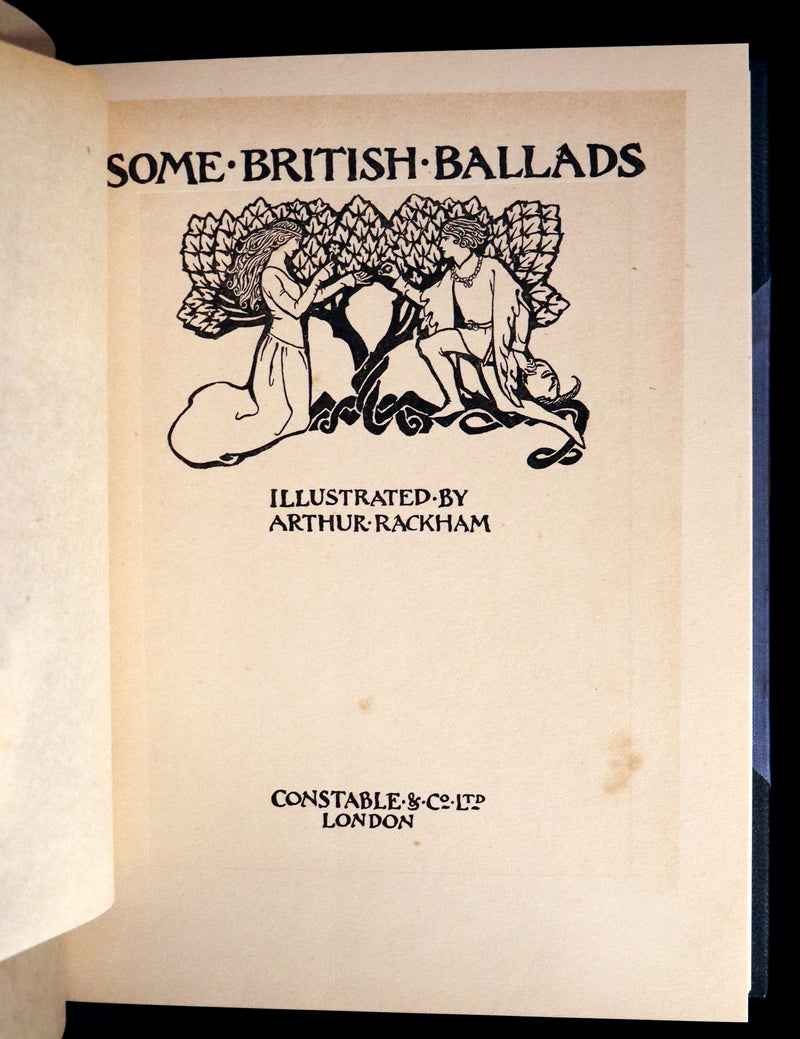 SOME·BRITISH·BALLADS
ILLUSTRATED·BY
ARTHUR·RACKHAM
CONSTABLE·&·Cº·LTD
LONDON